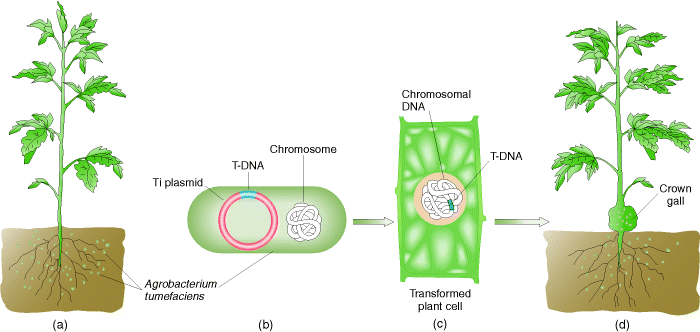 Agrobacterium
tumefaciens
(a)
Chromosome
T-DNA
Ti plasmid
(b)
Chromosomal
DNA
T-DNA
Transformed
plant cell
(c)
Crown
gall
(d)